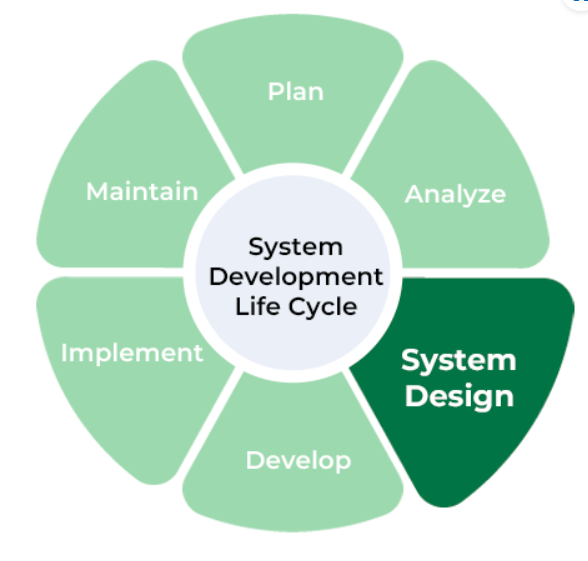 Plan
Maintain
Analyze
System
Development
Life Cycle
Implement
System
Design
Develop